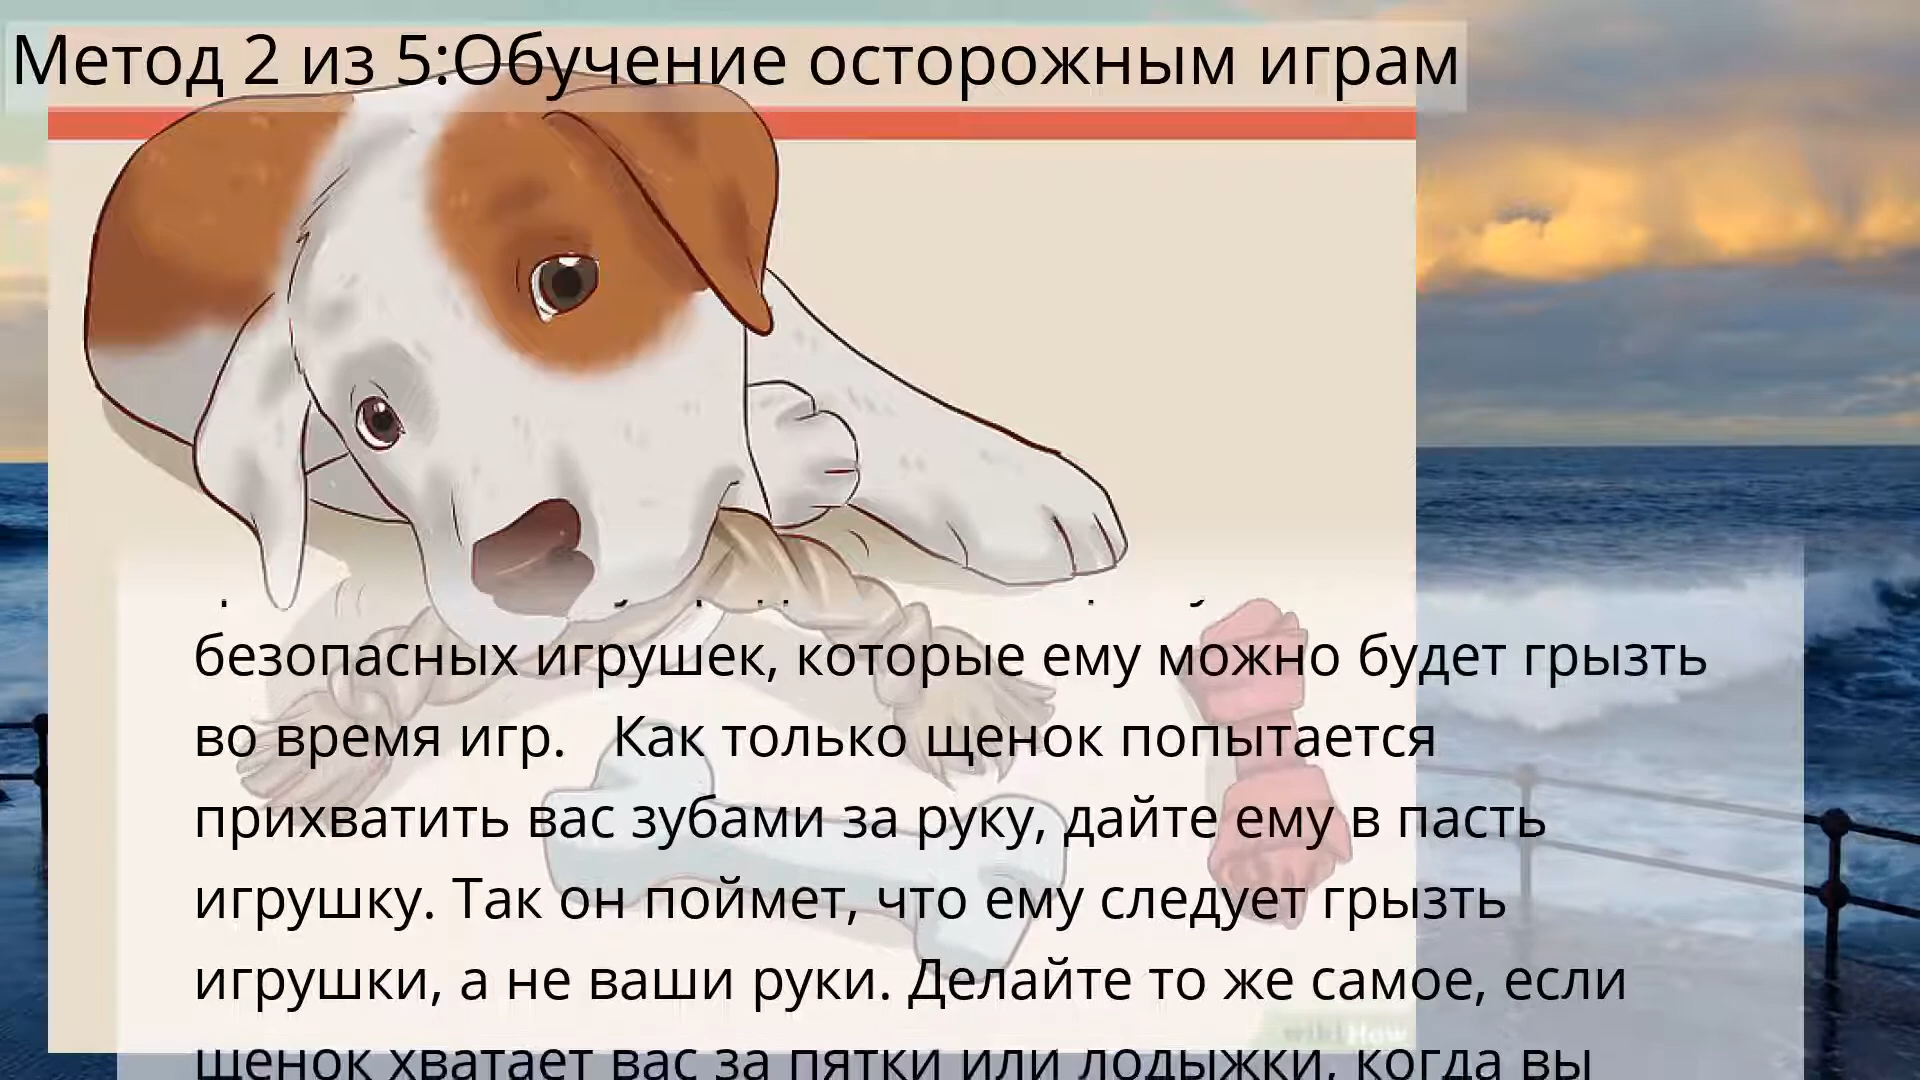 Метод 2 из 5:Обучение осторожным играм
безопасных игрушек, которые ему можно будет грызть
во время игр.   Как только щенок попытается
прихватить вас зубами за руку, дайте ему в пасть
игрушку. Так он поймет, что ему следует грызть
игрушки, а не ваши руки. Делайте то же самое, если
щенок хватает вас за пятки или лодыжки, когда вы
wikiHow